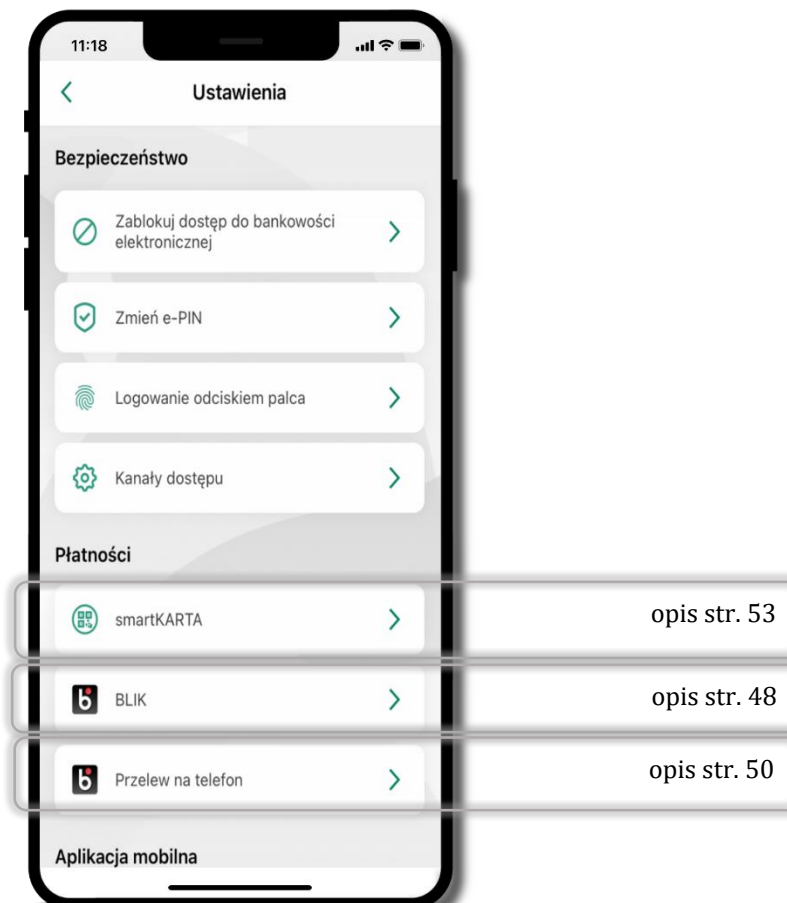 11:18
Ustawienia
Bezpieczeństwo
Zablokuj dostęp do bankowości
elektronicznej
Zmień e-PIN
Logowanie odciskiem palca
Kanały dostępu
Płatności
smartKARTA
opis str. 53
BLIK
opis str. 48
Przelew na telefon
opis str. 50
Aplikacja mobilna